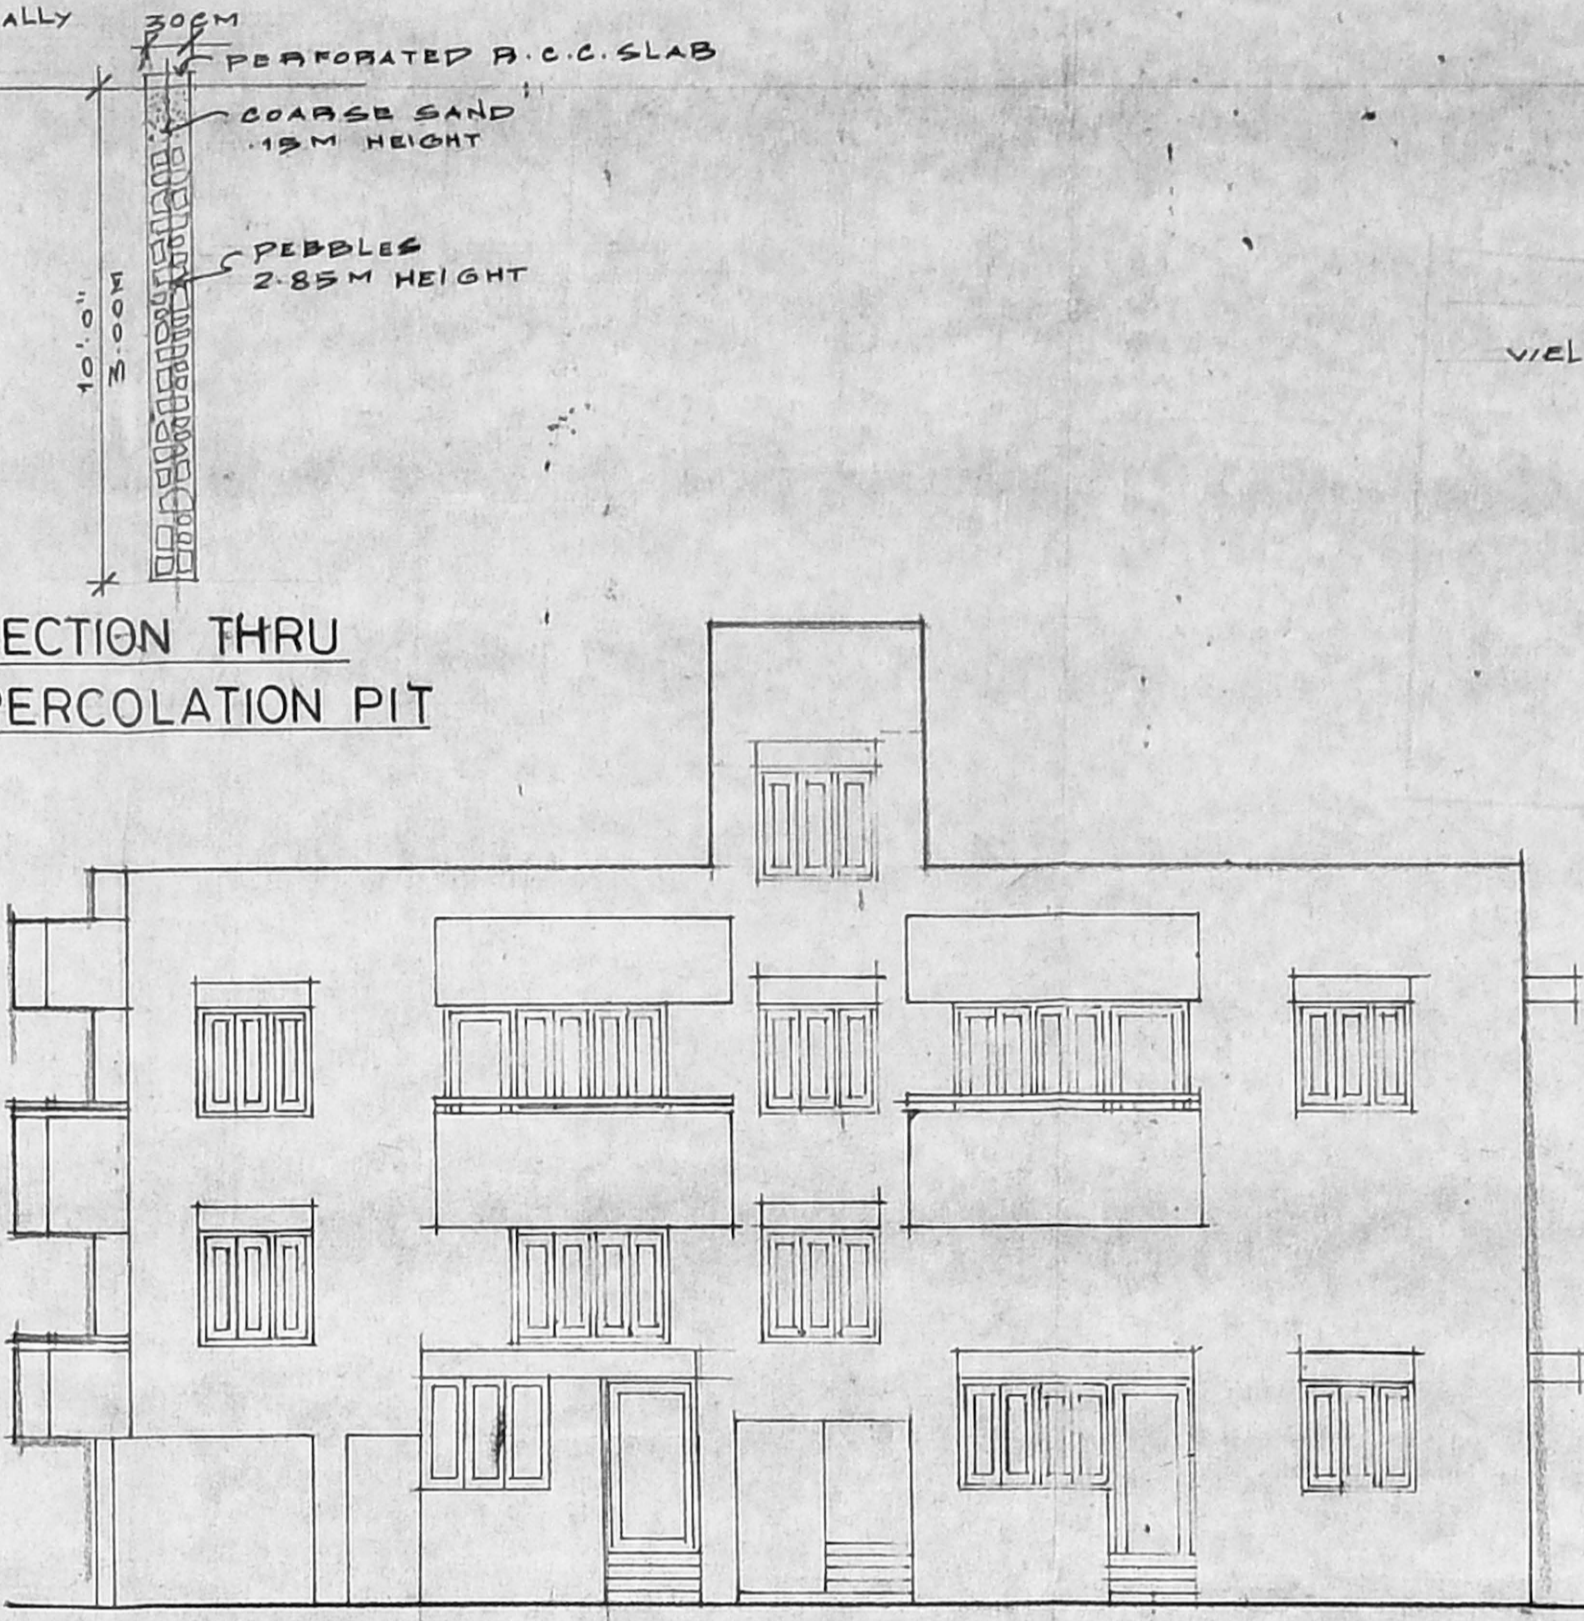 ALLY
30CM
PERFORATED R.C.C. SLAB
COARSE SAND
.15M HEIGHT
PEBBLES
2.85M HEIGHT
10'.0"
3.00M
VIEL
ECTION THRU
PERCOLATION PIT